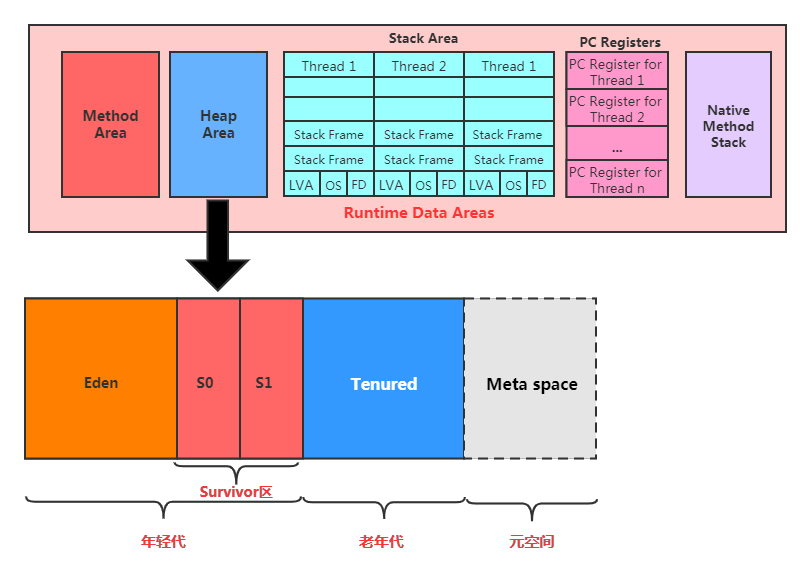 Stack Area
PC Registers
Method
Area
Heap
Area
Thread 1
Thread 2
Thread 1
Stack Frame
Stack Frame
Stack Frame
Stack Frame
Stack Frame
Stack Frame
LVA
OS
FD
LVA
OS
FD
LVA
OS
FD
PC Register for
Thread 1
PC Register for
Thread 2
...
PC Register for
Thread n
Native
Method
Stack
Runtime Data Areas
Eden
S0
S1
Tenured
Meta space
Survivor区
年轻代
老年代
元空间